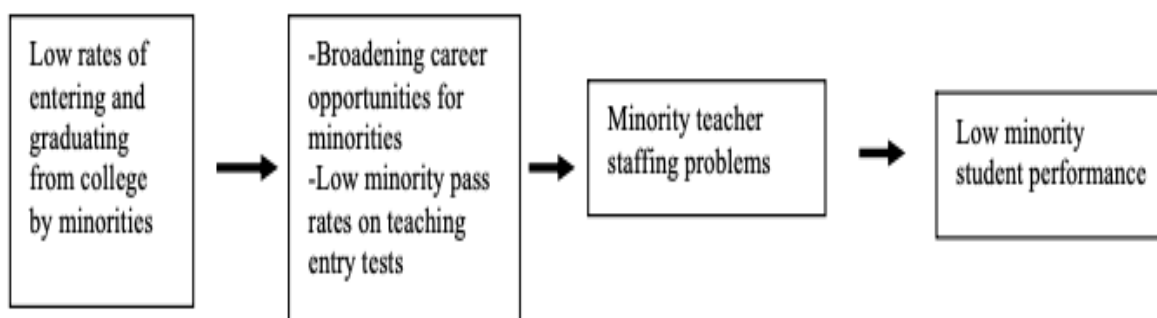 Low rates of
entering and
graduating
from college
by minorities
-Broadening career
opportunities for
minorities
-Low minority pass
rates on teaching
entry tests
Minority teacher
staffing problems
Low minority
student performance